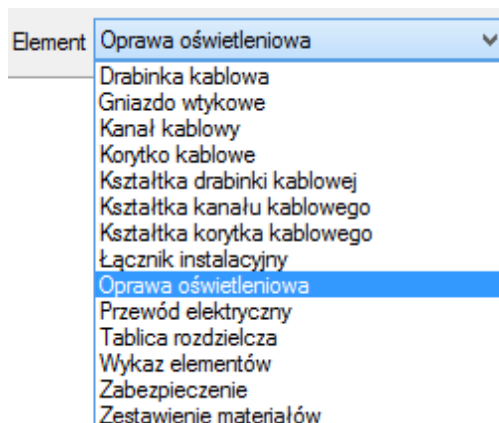 Element Oprawa oświetleniowa
Drabinka kablowa
Gniazdo wtykowe
Kanał kablowy
Korytko kablowe
Kształtka drabinki kablowej
Kształtka kanału kablowego
Kształtka korytka kablowego
Łącznik instalacyjny
Oprawa oświetleniowa
Przewód elektryczny
Tablica rozdzielcza
Wykaz elementów
Zabezpieczenie
Zestawienie materiałów